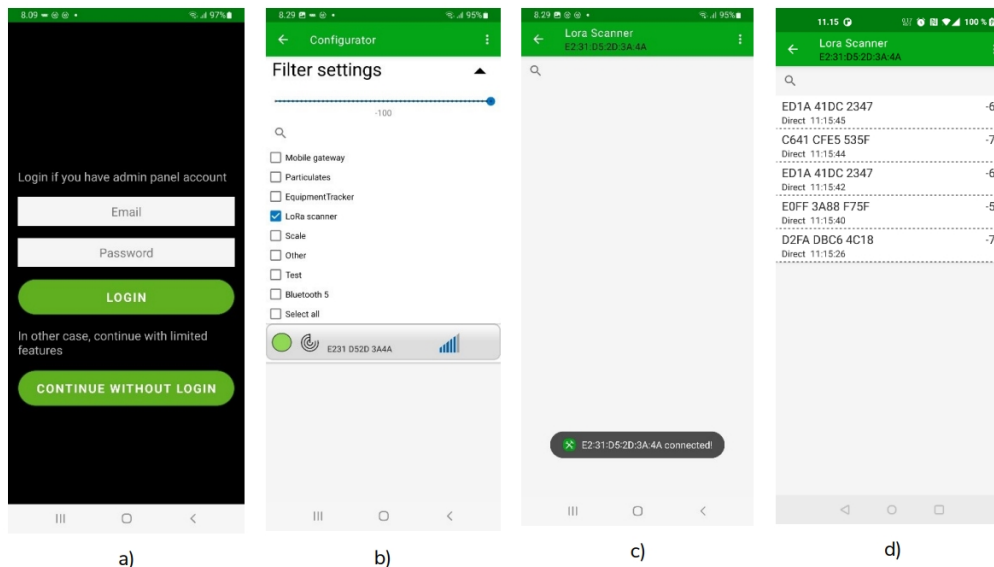 8.09
97%
Login if you have admin panel account
Email
Password
LOGIN
In other case, continue with limited
features
CONTINUE WITHOUT LOGIN
a)
8.29
95%
Configurator
Filter settings
-100
Mobile gateway
Particulates
EquipmentTracker
LoRa scanner
Scale
Other
Test
Bluetooth 5
Select all
E231 D52D 3A4A
b)
8.29
95%
Lora Scanner
E2:31:D5:2D:3A:4A
E2:31:D5:2D:3A:4A connected!
c)
11.15
100 %
Lora Scanner
E2:31:D5:2D:3A:4A
ED1A 41DC 2347 -6
Direct 11:15:45
C641 CFE5 535F -7
Direct 11:15:44
ED1A 41DC 2347 -6
Direct 11:15:42
E0FF 3A88 F75F -5
Direct 11:15:40
D2FA DBC6 4C18 -7
Direct 11:15:26
d)